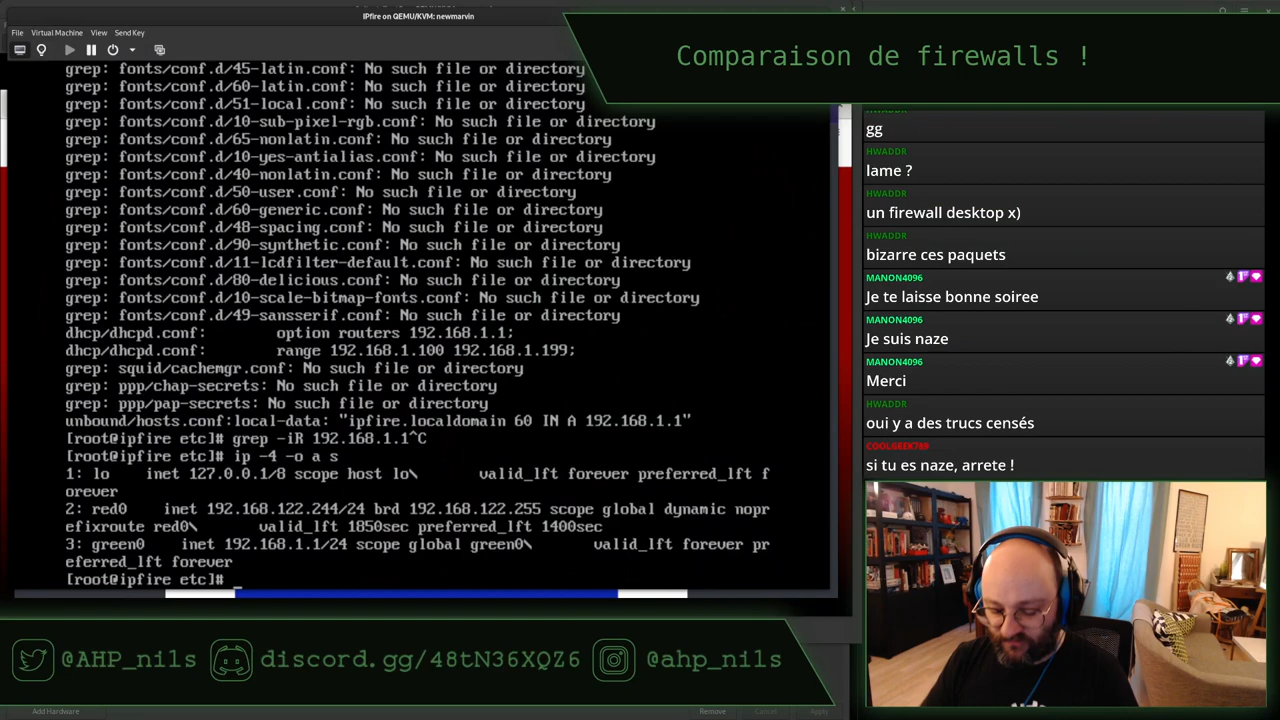 IPfire on QEMU/KVM: newmarvin
File Virtual Machine View Send Key
Comparaison de firewalls !
grep: fonts/conf.d/45-latin.conf: No such file or directory
grep: fonts/conf.d/60-latin.conf: No such file or directory
grep: fonts/conf.d/51-local.conf: No such file or directory
grep: fonts/conf.d/10-sub-pixel-rgb.conf: No such file or directory
grep: fonts/conf.d/65-nonlatin.conf: No such file or directory
grep: fonts/conf.d/10-yes-antialias.conf: No such file or directory
grep: fonts/conf.d/40-nonlatin.conf: No such file or directory
grep: fonts/conf.d/50-user.conf: No such file or directory
grep: fonts/conf.d/60-generic.conf: No such file or directory
grep: fonts/conf.d/48-spacing.conf: No such file or directory
grep: fonts/conf.d/90-synthetic.conf: No such file or directory
grep: fonts/conf.d/11-lcdfilter-default.conf: No such file or directory
grep: fonts/conf.d/80-delicious.conf: No such file or directory
grep: fonts/conf.d/10-scale-bitmap-fonts.conf: No such file or directory
grep: fonts/conf.d/49-sansserif.conf: No such file or directory
dhcp/dhcpd.conf: option routers 192.168.1.1;
dhcp/dhcpd.conf: range 192.168.1.100 192.168.1.199;
grep: squid/cachemgr.conf: No such file or directory
grep: ppp/chap-secrets: No such file or directory
grep: ppp/pap-secrets: No such file or directory
unbound/hosts.conf:local-data: "ipfire.localdomain 60 IN A 192.168.1.1"
[root@ipfire etc]# grep -iR 192.168.1.1^C
[root@ipfire etc]# ip -4 -o a s
1: lo inet 127.0.0.1/8 scope host lo\ valid_lft forever preferred_lft f
orever
2: red0 inet 192.168.122.244/24 brd 192.168.122.255 scope global dynamic nopr
efixroute red0\ valid_lft 1850sec preferred_lft 1400sec
3: green0 inet 192.168.1.1/24 scope global green0\ valid_lft forever pr
eferred_lft forever
[root@ipfire etc]# _
HWADDR
gg
HWADDR
lame ?
HWADDR
un firewall desktop x)
HWADDR
bizarre ces paquets
MANON4096
Je te laisse bonne soiree
MANON4096
Je suis naze
MANON4096
Merci
HWADDR
oui y a des trucs censés
COOLGEEK789
si tu es naze, arrete !
@AHP_nils
discord.gg/48tN36XQZ6
@ahp_nils
Add Hardware
Remove
Cancel
Apply